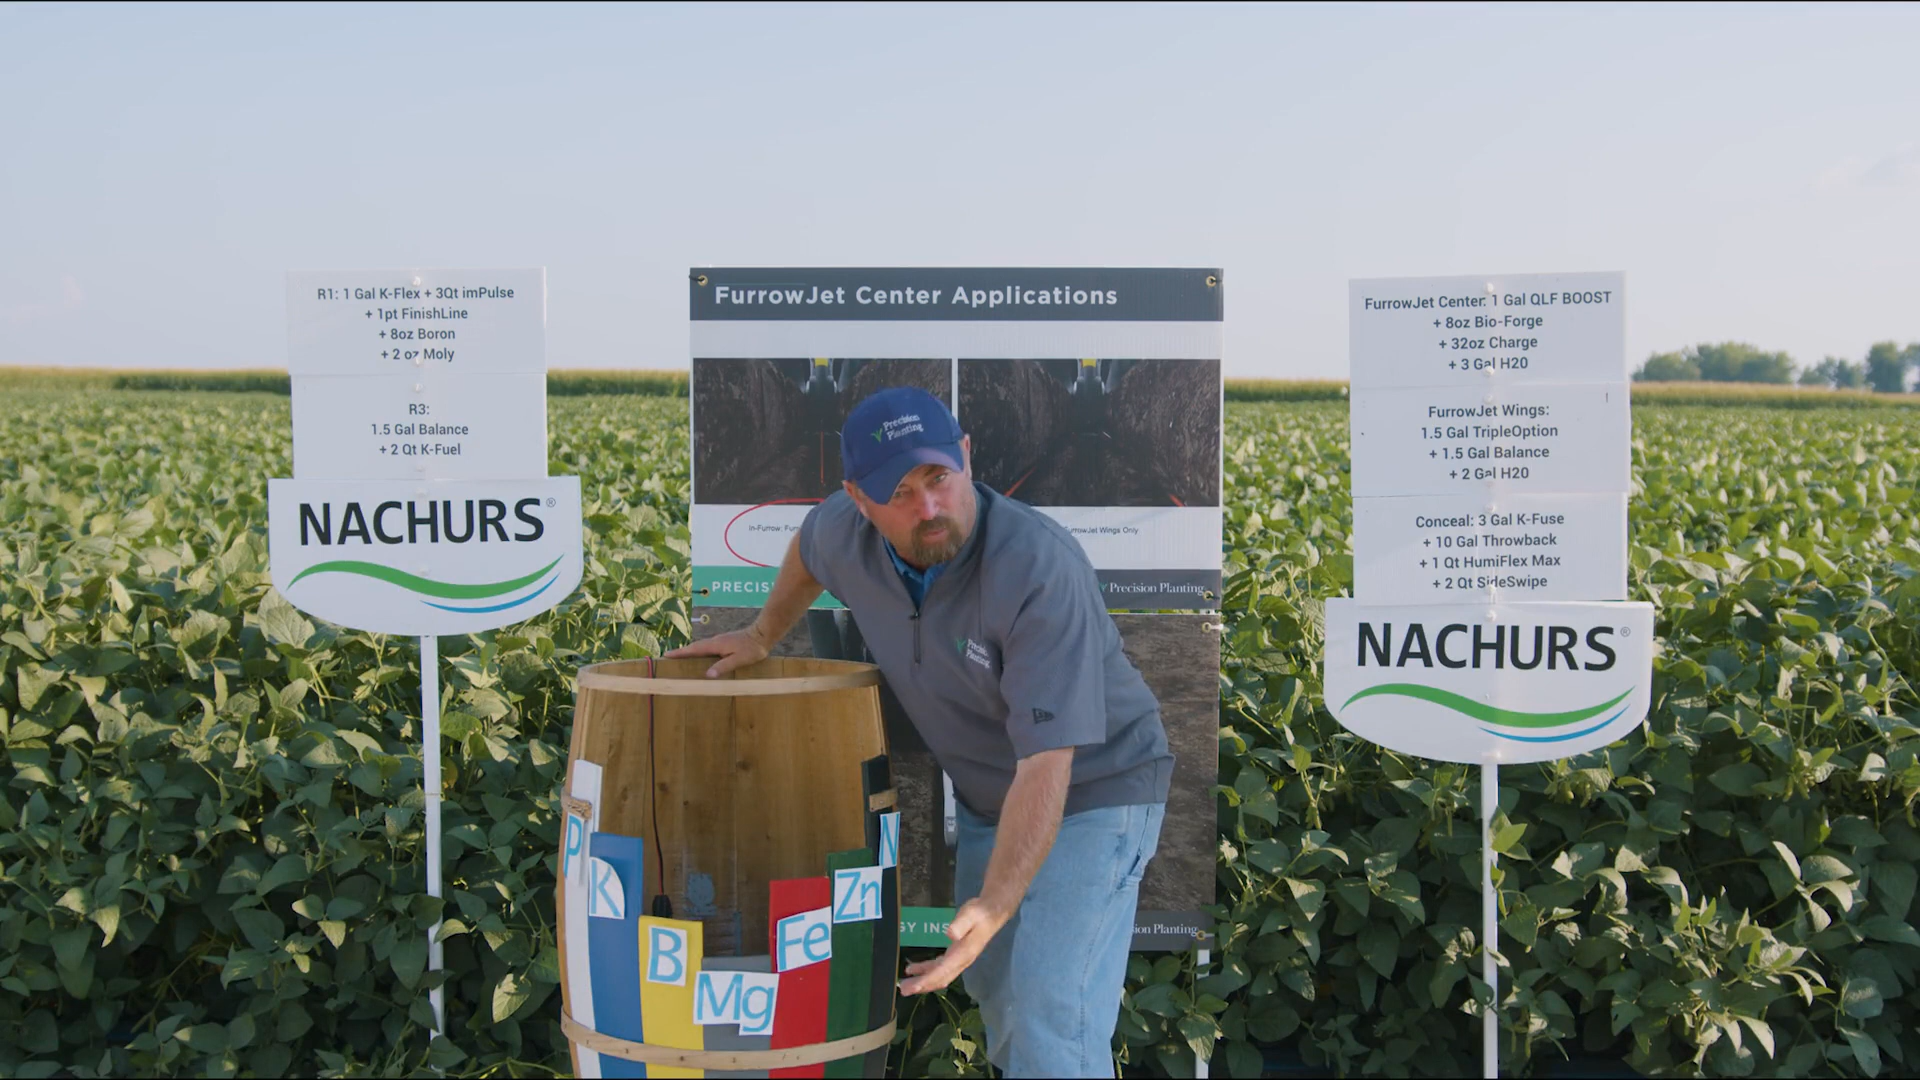 R1: 1 Gal K-Flex + 3Qt imPulse
+ 1pt FinishLine
+ 8oz Boron
+ 2 oz Moly
R3:
1.5 Gal Balance
+ 2 Qt K-Fuel
NACHURS®
FurrowJet Center Applications
In-Furrow:
FurrowJet Wings Only
Precision Planting
Precision
Planting
Precision
Planting
P
K
B
Mg
Fe
Zn
N
FurrowJet Center: 1 Gal QLF BOOST
+ 8oz Bio-Forge
+ 32oz Charge
+ 3 Gal H20
FurrowJet Wings:
1.5 Gal TripleOption
+ 1.5 Gal Balance
+ 2 Gal H20
Conceal: 3 Gal K-Fuse
+ 10 Gal Throwback
+ 1 Qt HumiFlex Max
+ 2 Qt SideSwipe
NACHURS®